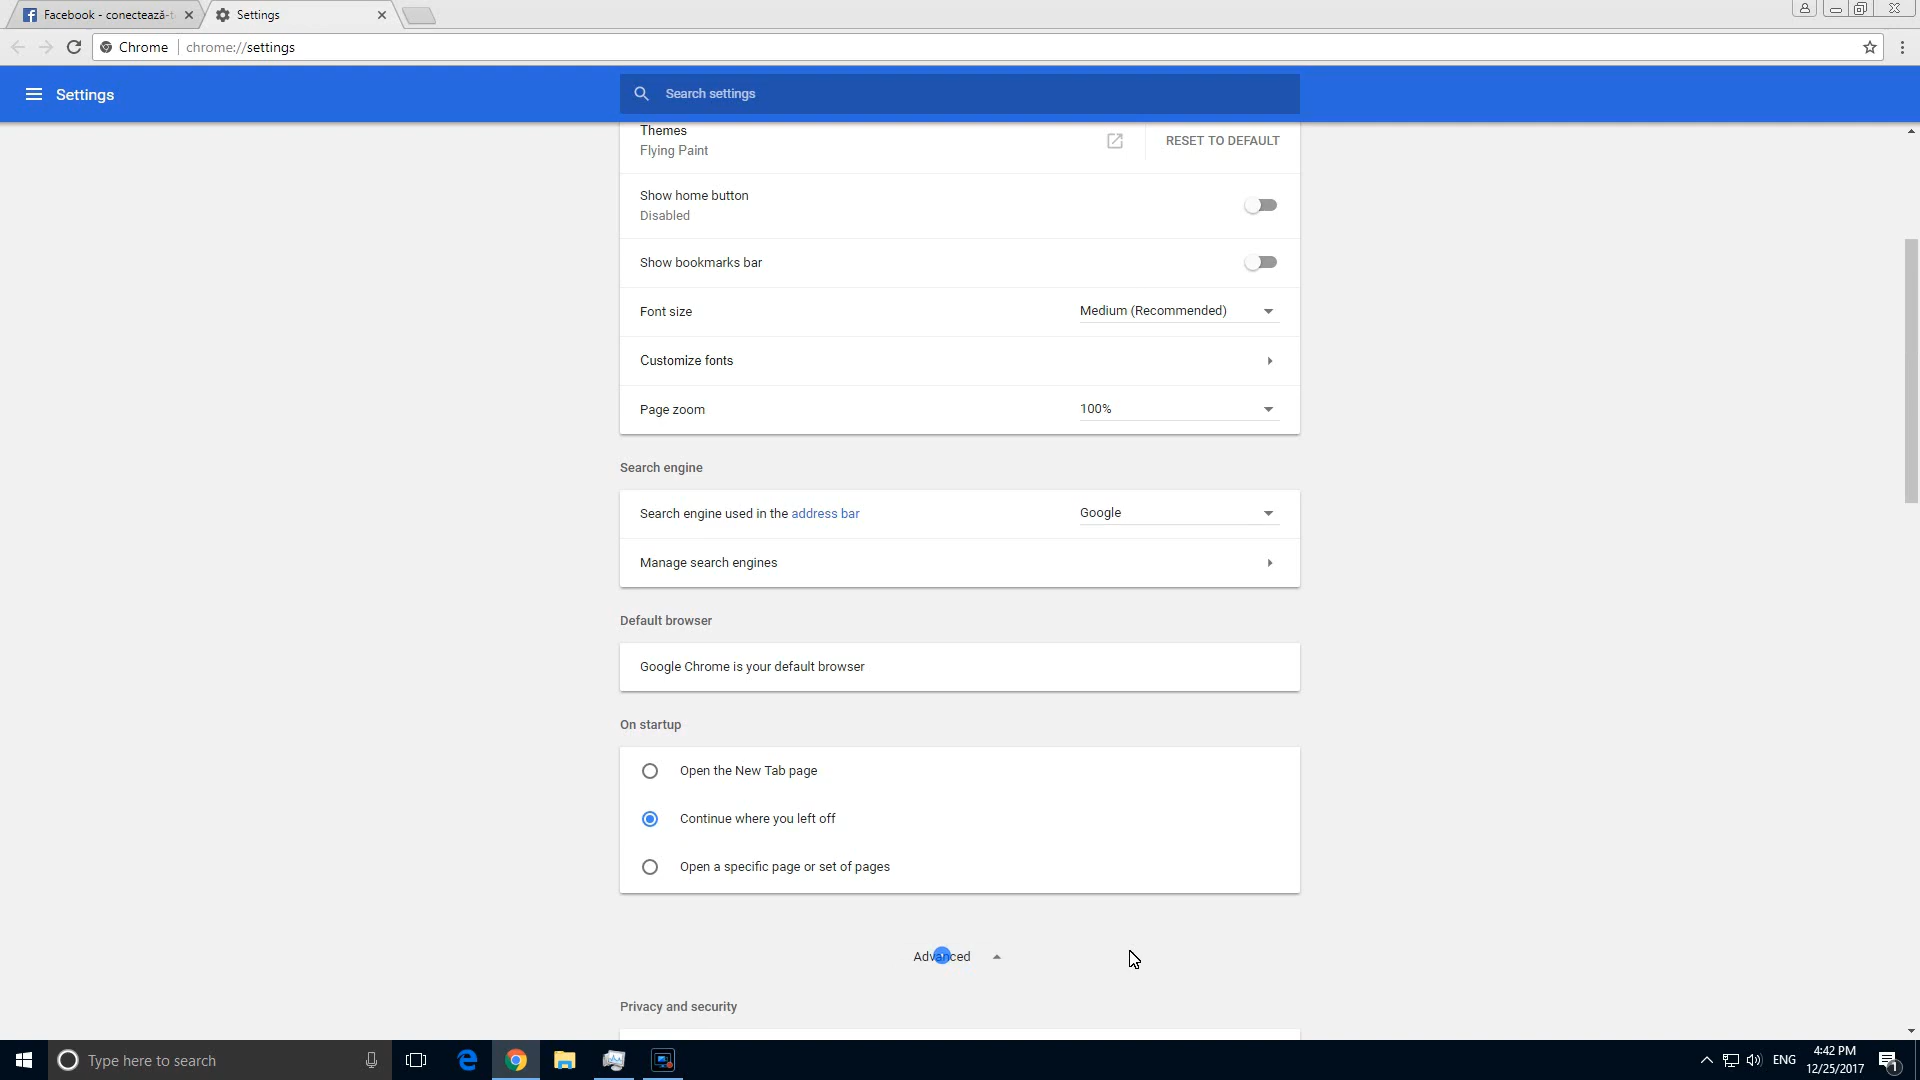 Facebook - conectează-t
Settings
Chrome
chrome://settings
Settings
Search settings
Themes
Flying Paint
RESET TO DEFAULT
Show home button
Disabled
Show bookmarks bar
Font size
Medium (Recommended)
Customize fonts
Page zoom
100%
Search engine
Search engine used in the address bar
Google
Manage search engines
Default browser
Google Chrome is your default browser
On startup
Open the New Tab page
Continue where you left off
Open a specific page or set of pages
Advanced
Privacy and security
Type here to search
ENG
4:42 PM
12/25/2017
1